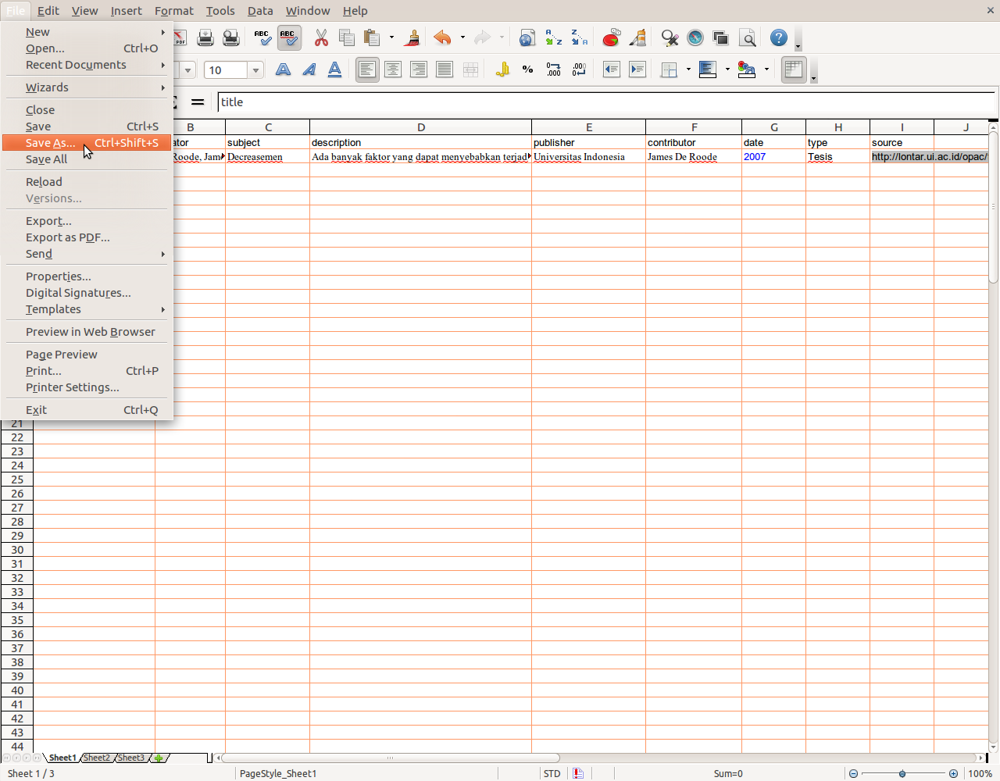 File Edit View Insert Format Tools Data Window Help
New
Open... Ctrl+O
Recent Documents
Wizards
Close
Save Ctrl+S
Save As... Ctrl+Shift+S
Save All
Reload
Versions...
Export...
Export as PDF...
Send
Properties...
Digital Signatures...
Templates
Preview in Web Browser
Page Preview
Print... Ctrl+P
Printer Settings...
Exit Ctrl+Q
PDF ABC ABC A Z Z A
10 A A A % .000 .000
= title
B C D E F G H I J
ator subject description publisher contributor date type source
Roode, Jam Decreasemen Ada banyak faktor yang dapat menyebabkan terjad Universitas Indonesia James De Roode 2007 Tesis http://lontar.ui.ac.id/opac/
21
22
23
24
25
26
27
28
29
30
31
32
33
34
35
36
37
38
39
40
41
42
43
44
Sheet1 Sheet2 Sheet3
Sheet 1 / 3 PageStyle_Sheet1 STD Sum=0 100%